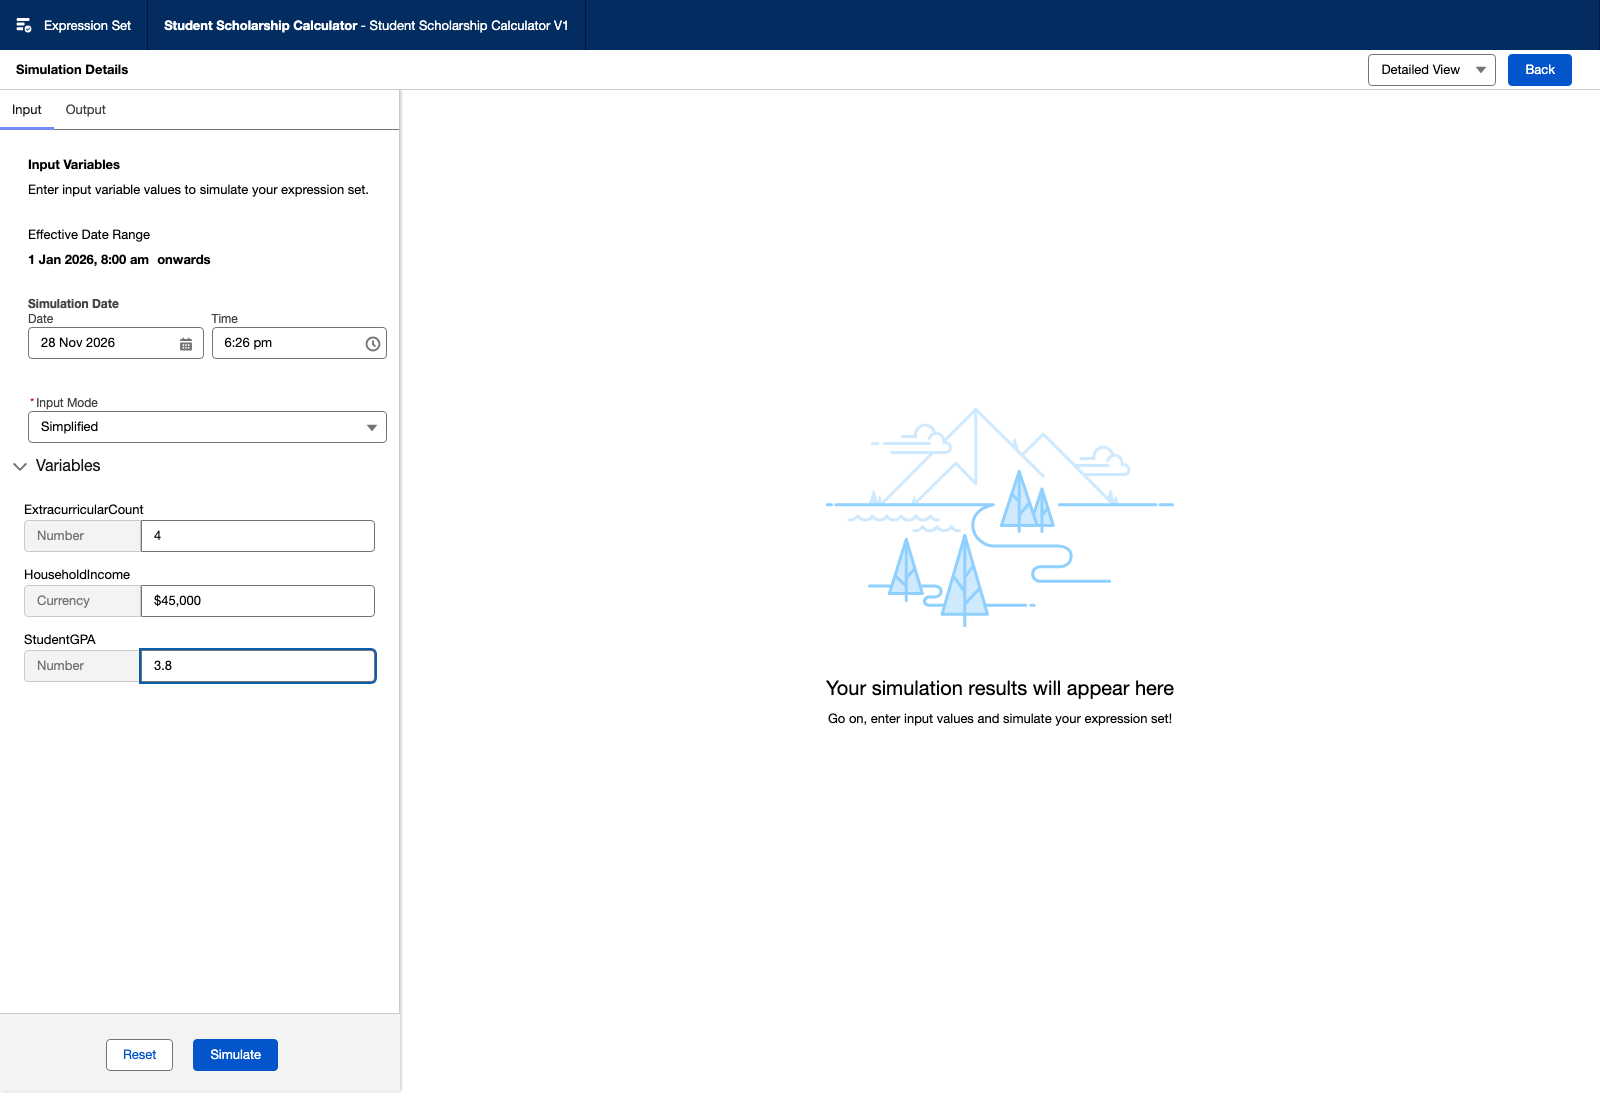 Expression Set
Student Scholarship Calculator - Student Scholarship Calculator V1
Simulation Details
Detailed View
Back
Input
Output
Input Variables
Enter input variable values to simulate your expression set.
Effective Date Range
1 Jan 2026, 8:00 am onwards
Simulation Date
Date
Time
28 Nov 2026
6:26 pm
*Input Mode
Simplified
Variables
ExtracurricularCount
Number
4
HouseholdIncome
Currency
$45,000
StudentGPA
Number
3.8
Your simulation results will appear here
Go on, enter input values and simulate your expression set!
Reset
Simulate